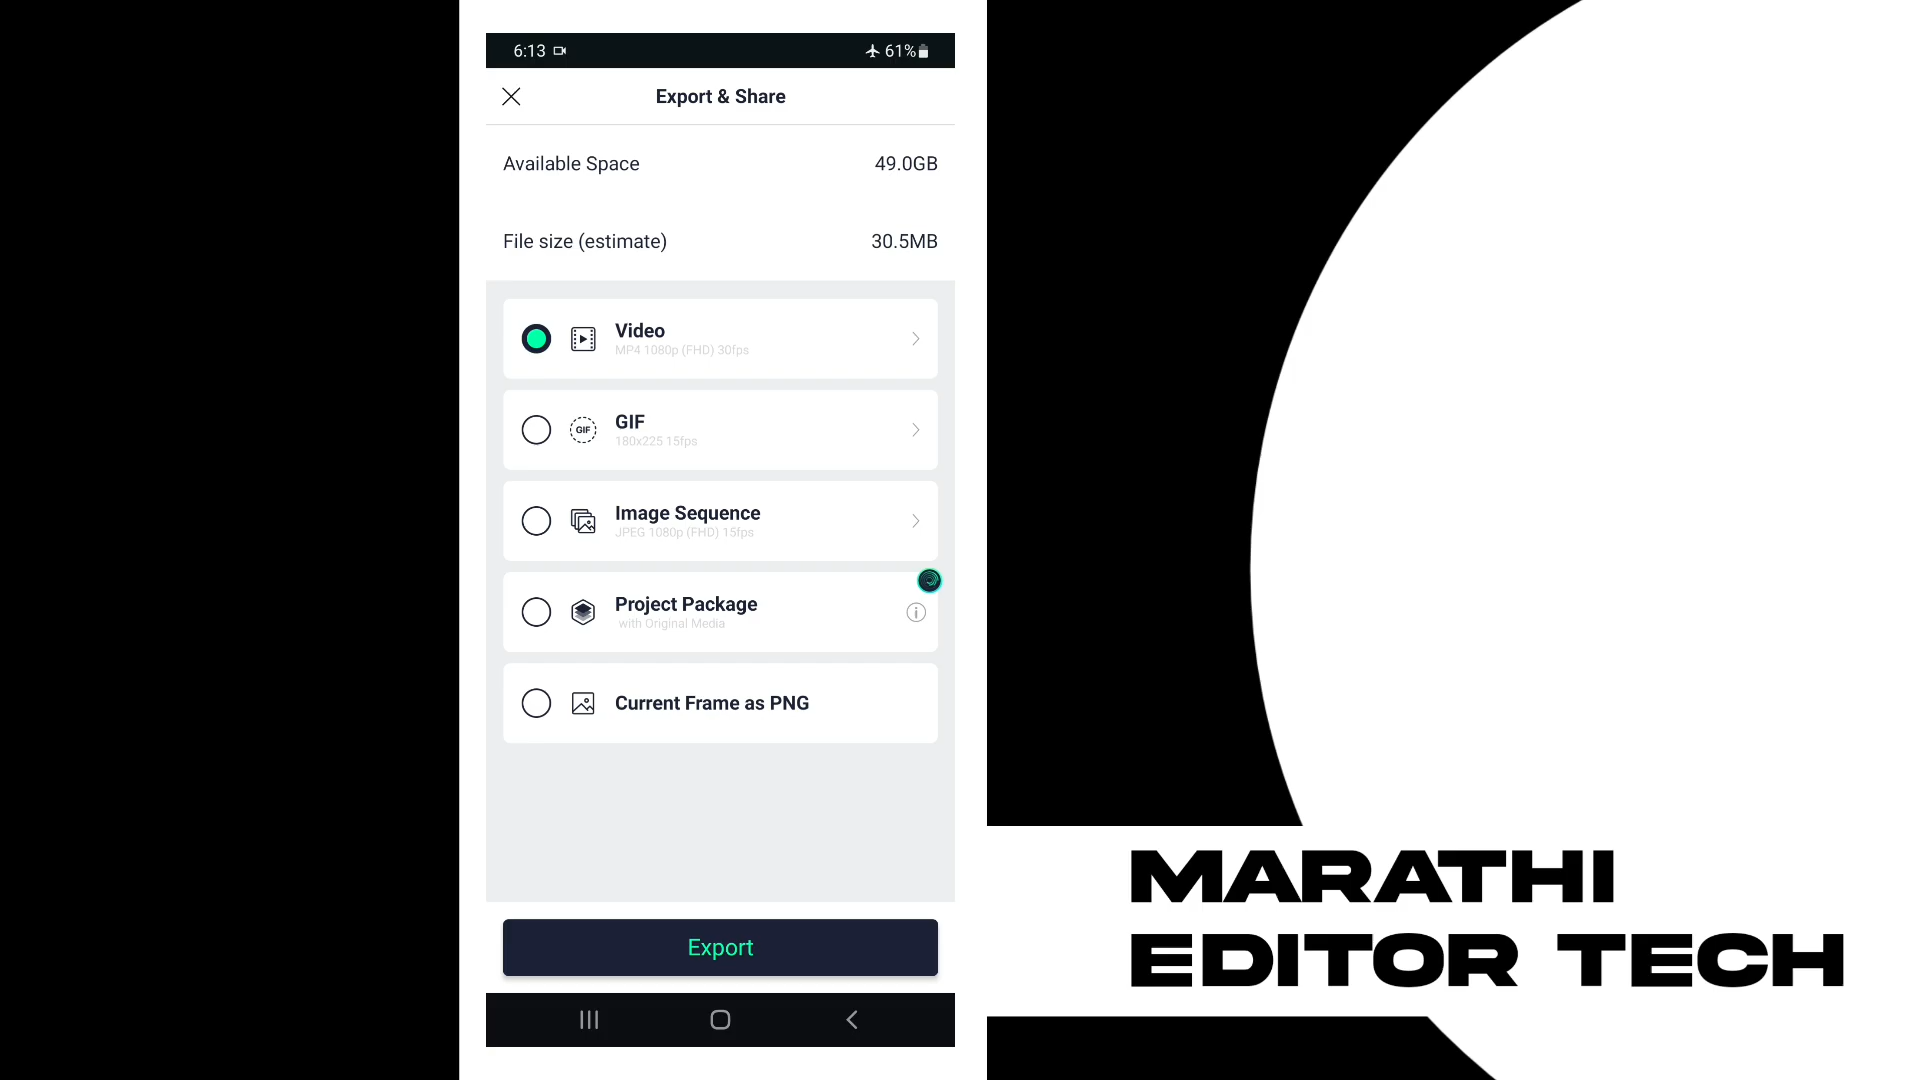 6:13
61%
Export & Share
Available Space
49.0GB
File size (estimate)
30.5MB
Video
MP4 1080p (FHD) 30fps
GIF
GIF
180x225 15fps
Image Sequence
JPEG 1080p (FHD) 15fps
Project Package
with Original Media
Current Frame as PNG
Export
MARATHI
EDITOR TECH